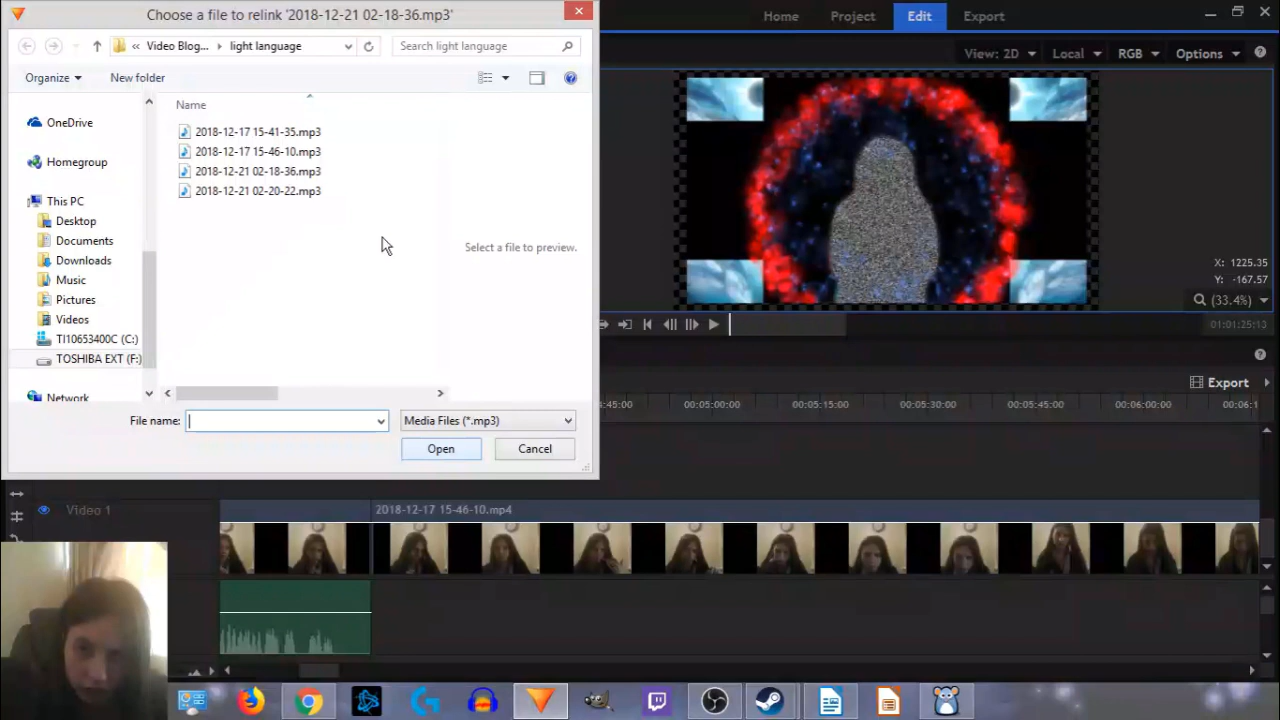 Choose a file to relink '2018-12-21 02-18-36.mp3'
Home Project Edit Export
« Video Blog... light language
Search light language
View: 2D Local RGB Options
Organize New folder
Name
OneDrive
Homegroup
This PC
Desktop
Documents
Downloads
Music
Pictures
Videos
TI10653400C (C:)
TOSHIBA EXT (F:)
Network
2018-12-17 15-41-35.mp3
2018-12-17 15-46-10.mp3
2018-12-21 02-18-36.mp3
2018-12-21 02-20-22.mp3
Select a file to preview.
File name:
Media Files (*.mp3)
Open Cancel
X: 1225.35
Y: -167.57
(33.4%)
01:01:25:13
Export
:45:00 00:05:00:00 00:05:15:00 00:05:30:00 00:05:45:00 00:06:00:00 00:06:1
Video 1
2018-12-17 15-46-10.mp4